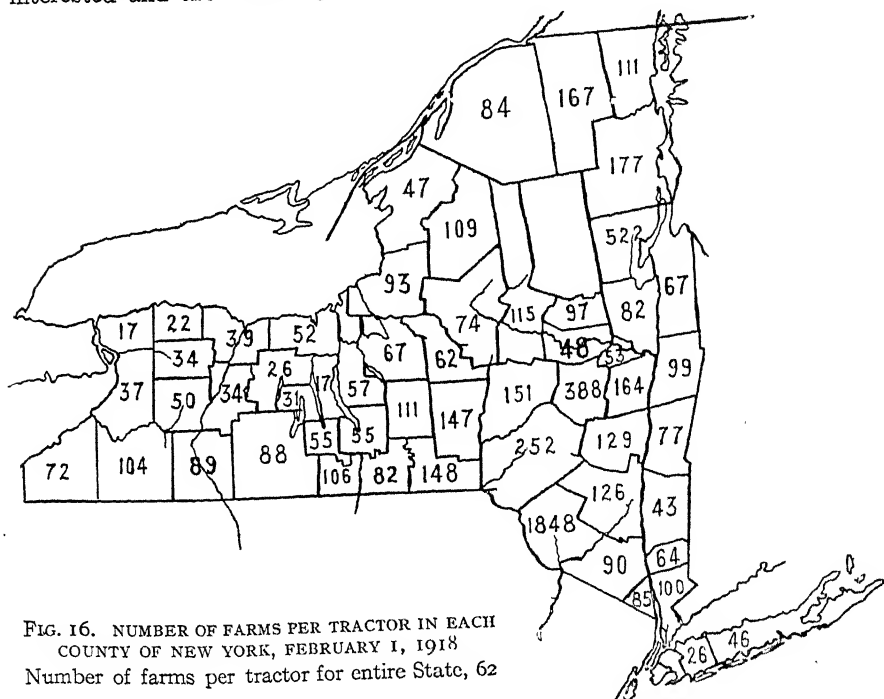 interested and
111
84 167
177
47
109
522
93
67
115 97 82
22
17 39 52 74
34 67 48
53
26 62 99
37 34 17 57 151 388 164
50 31
111 147
55 55 129 77
72 104 89 88 252
106 82 148
126
43
1848
64
90
100
85
46
26
FIG. 16. NUMBER OF FARMS PER TRACTOR IN EACH
COUNTY OF NEW YORK, FEBRUARY 1, 1918
Number of farms per tractor for entire State, 62